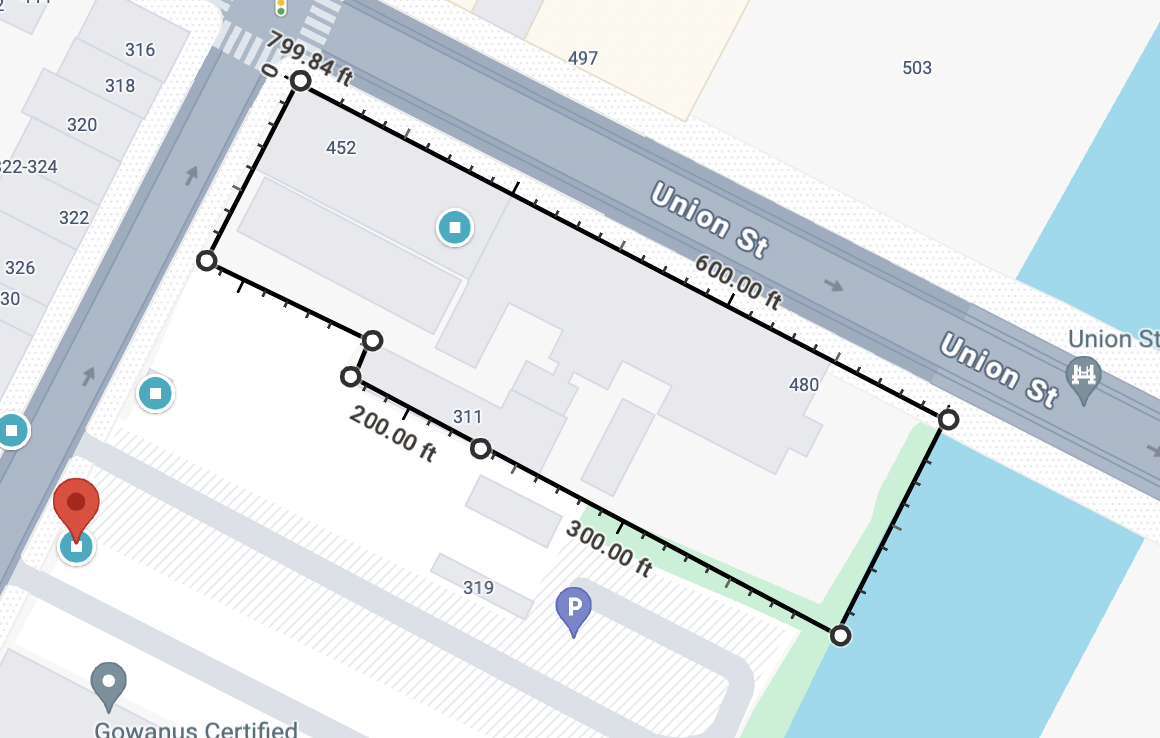 316
799.84 ft
0
497
503
318
320
452
322-324
322
Union St
326
600.00 ft
30
Union St
Union St
480
200.00 ft
311
300.00 ft
319
P
Gowanus Certified